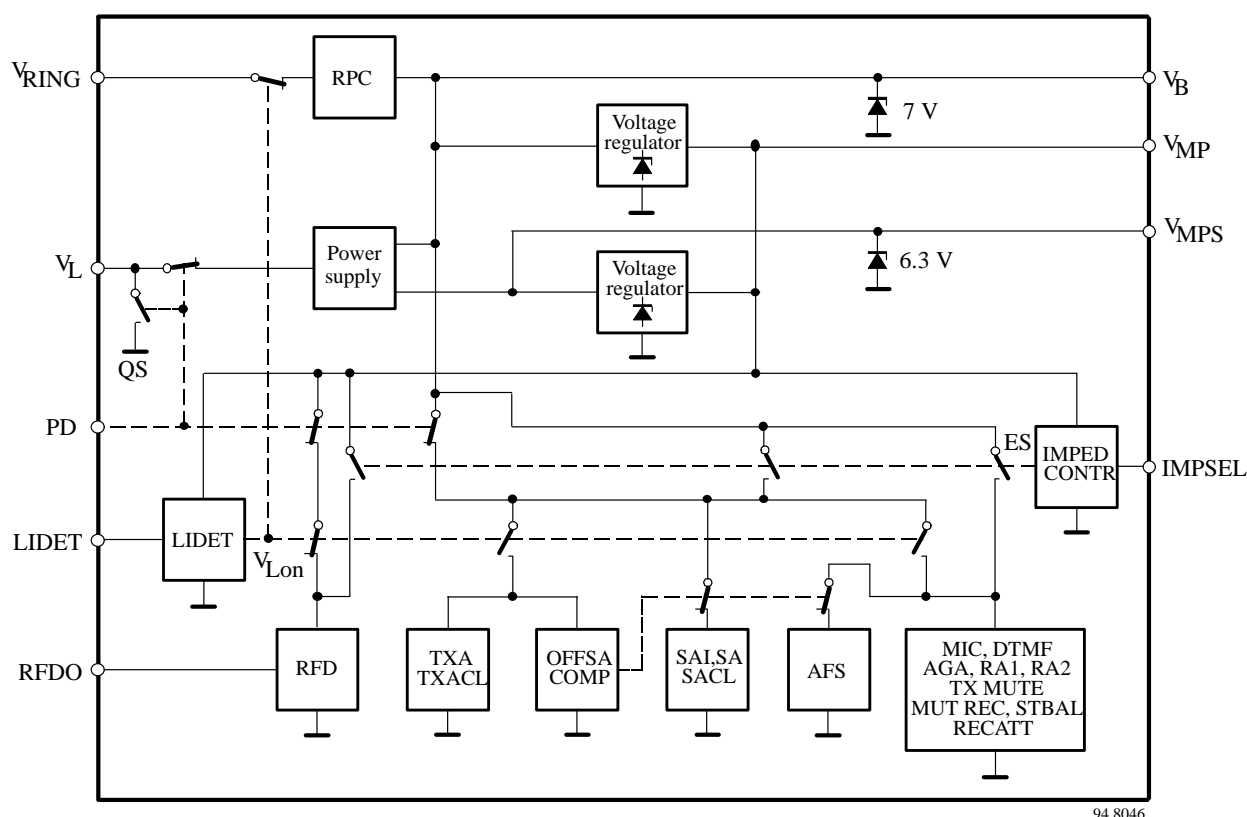 VRING
RPC
VB
7 V
Voltage
regulator
VMP
VMPS
VL
Power
supply
Voltage
regulator
6.3 V
QS
PD
ES
IMPED
CONTR
IMPSEL
LIDET
LIDET
VLon
RFDO
RFD
TXA
TXACL
OFFSA
COMP
SAI,SA
SACL
AFS
MIC, DTMF
AGA, RA1, RA2
TX MUTE
MUT REC, STBAL
RECATT
94 8046